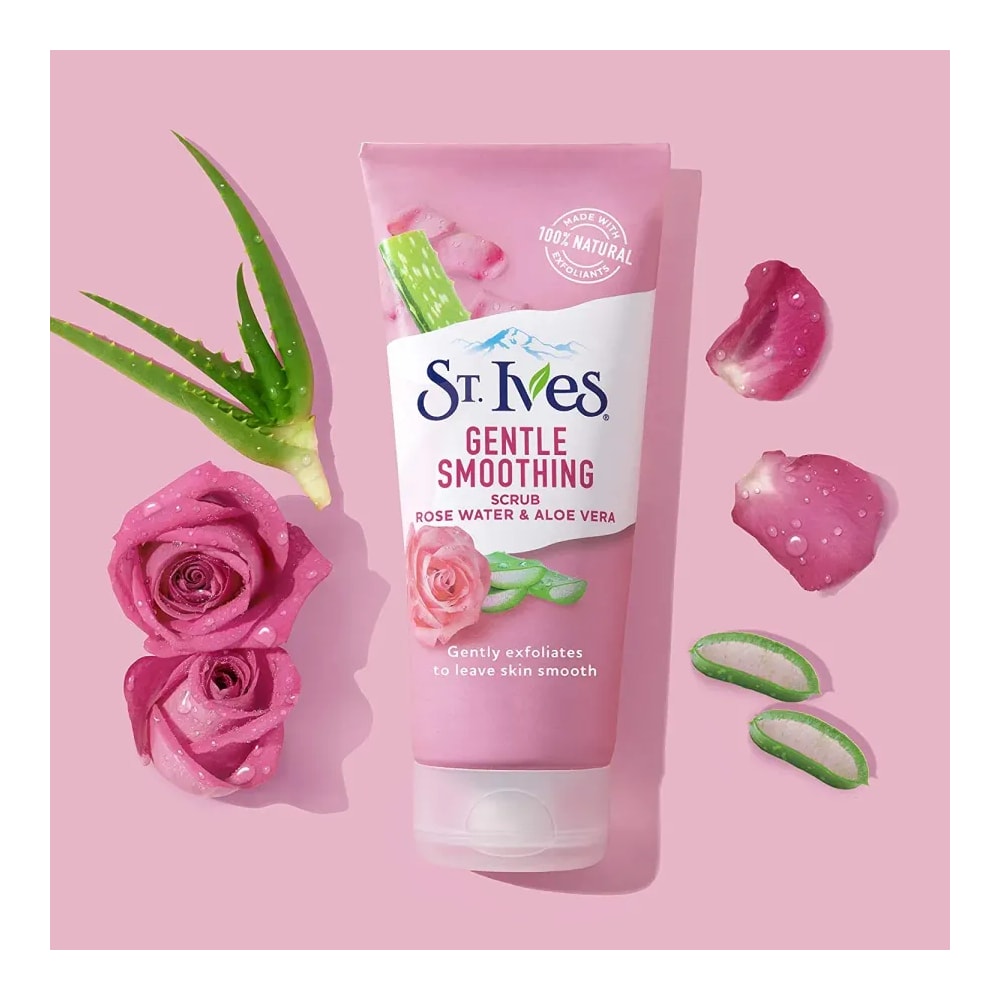 MADE WITH
100% NATURAL
EXFOLIANTS
ST. IVES®
GENTLE
SMOOTHING
SCRUB
ROSE WATER & ALOE VERA
Gently exfoliates
to leave skin smooth